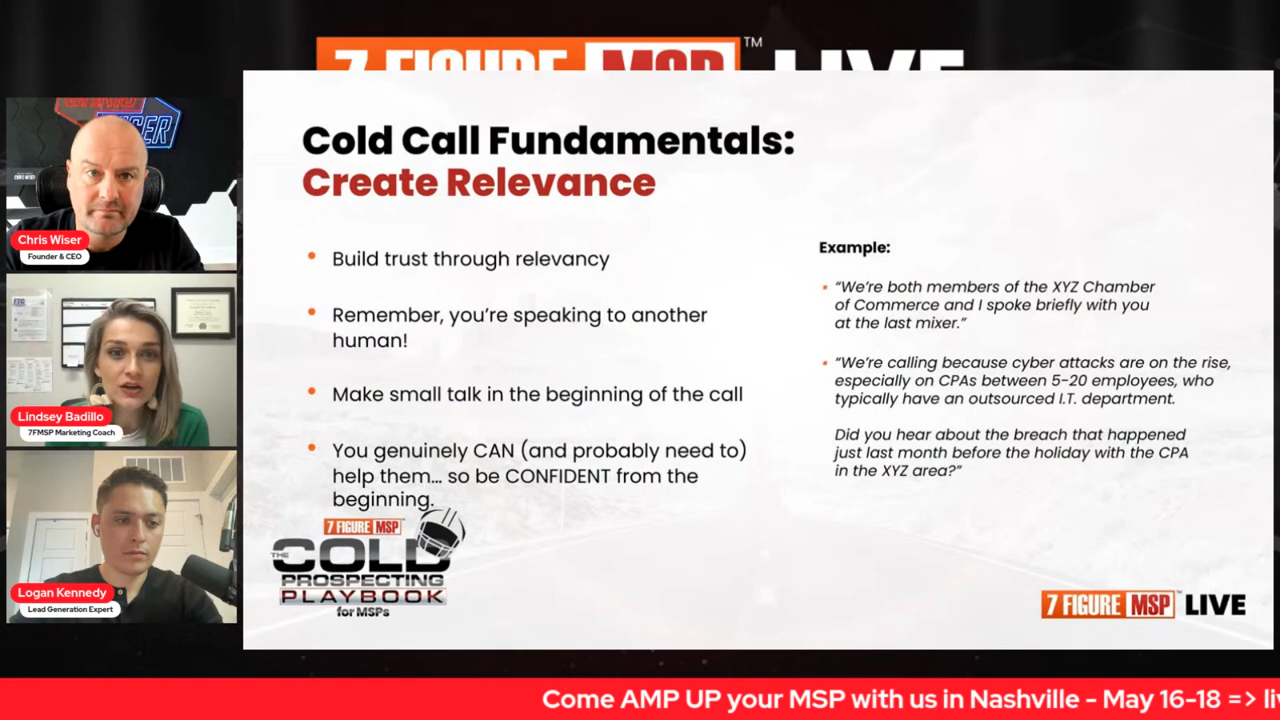 7 FIGURE MSP™ LIVE
Cold Call Fundamentals:
Create Relevance
• Build trust through relevancy
• Remember, you’re speaking to another
human!
• Make small talk in the beginning of the call
• You genuinely CAN (and probably need to)
help them... so be CONFIDENT from the
beginning.
Example:
▪ “We’re both members of the XYZ Chamber
of Commerce and I spoke briefly with you
at the last mixer.”
▪ “We’re calling because cyber attacks are on the rise,
especially on CPAs between 5-20 employees, who
typically have an outsourced I.T. department.
Did you hear about the breach that happened
just last month before the holiday with the CPA
in the XYZ area?”
7 FIGURE MSP
THE
COLD
PROSPECTING
PLAYBOOK
for MSPs
7 FIGURE MSP™ LIVE
Chris Wiser
Founder & CEO
Lindsey Badillo
7FMSP Marketing Coach
Logan Kennedy
Lead Generation Expert
Come AMP UP your MSP with us in Nashville - May 16-18 => li